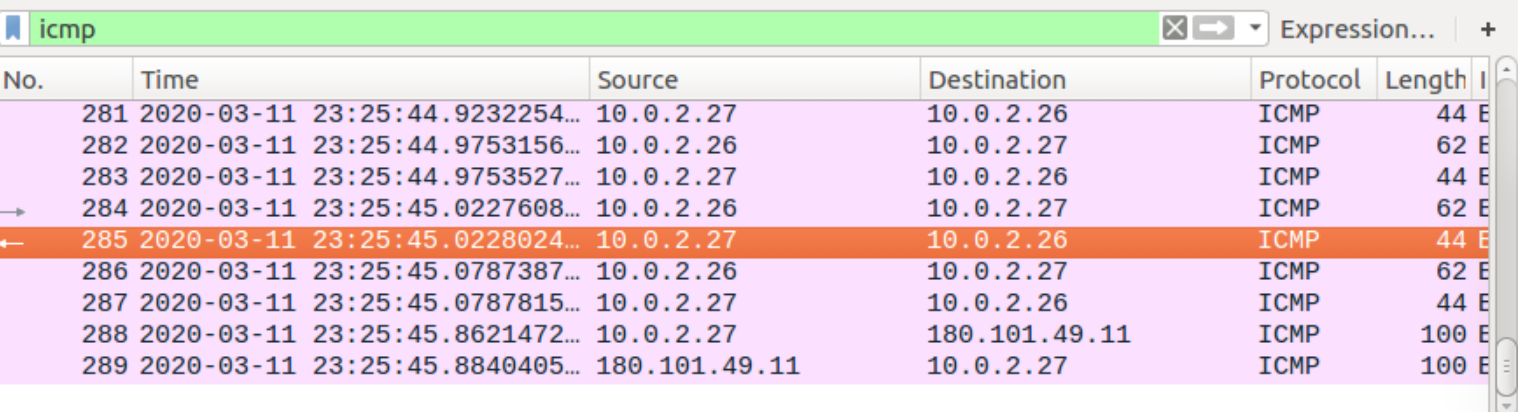 icmp Expression… +
No. Time Source Destination Protocol Length I
281 2020-03-11 23:25:44.9232254… 10.0.2.27 10.0.2.26 ICMP 44 E
282 2020-03-11 23:25:44.9753156… 10.0.2.26 10.0.2.27 ICMP 62 E
283 2020-03-11 23:25:44.9753527… 10.0.2.27 10.0.2.26 ICMP 44 E
284 2020-03-11 23:25:45.0227608… 10.0.2.26 10.0.2.27 ICMP 62 E
285 2020-03-11 23:25:45.0228024… 10.0.2.27 10.0.2.26 ICMP 44 E
286 2020-03-11 23:25:45.0787387… 10.0.2.26 10.0.2.27 ICMP 62 E
287 2020-03-11 23:25:45.0787815… 10.0.2.27 10.0.2.26 ICMP 44 E
288 2020-03-11 23:25:45.8621472… 10.0.2.27 180.101.49.11 ICMP 100 E
289 2020-03-11 23:25:45.8840405… 180.101.49.11 10.0.2.27 ICMP 100 E